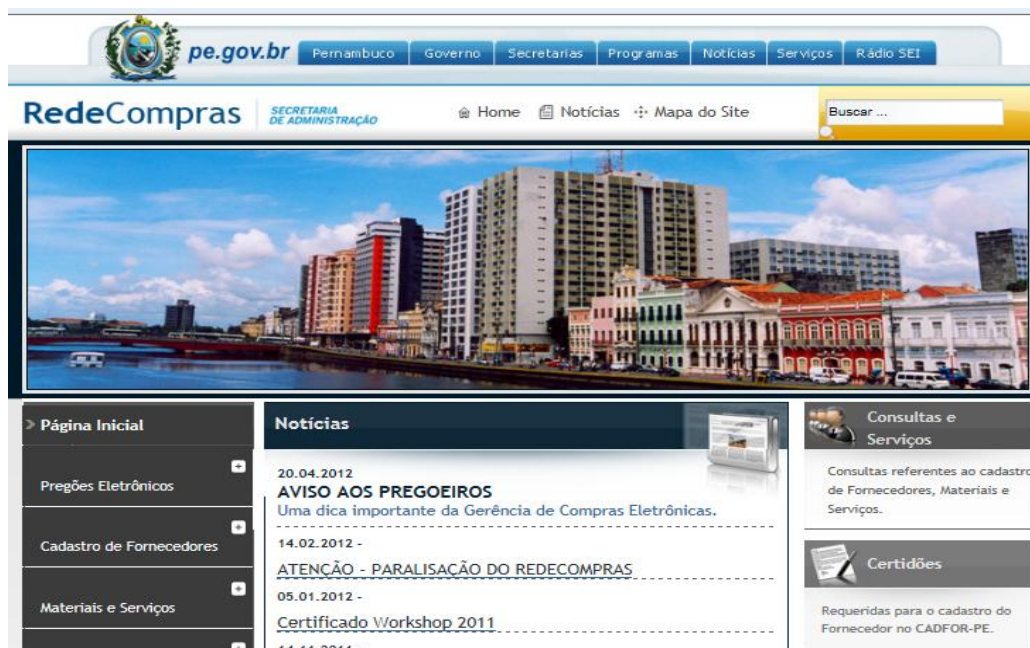 pe.gov.br Pernambuco Governo Secretarias Programas Notícias Serviços Rádio SEI
RedeCompras SECRETARIA
DE ADMINISTRAÇÃO
Home Notícias Mapa do Site
Buscar ...
Página Inicial
Pregões Eletrônicos
Cadastro de Fornecedores
Materiais e Serviços
Notícias
20.04.2012
AVISO AOS PREGOEIROS
Uma dica importante da Gerência de Compras Eletrônicas.
14.02.2012 -
ATENÇÃO - PARALISAÇÃO DO REDECOMPRAS
05.01.2012 -
Certificado Workshop 2011
Consultas e
Serviços
Consultas referentes ao cadastro
de Fornecedores, Materiais e
Serviços.
Certidões
Requeridas para o cadastro do
Fornecedor no CADFOR-PE.